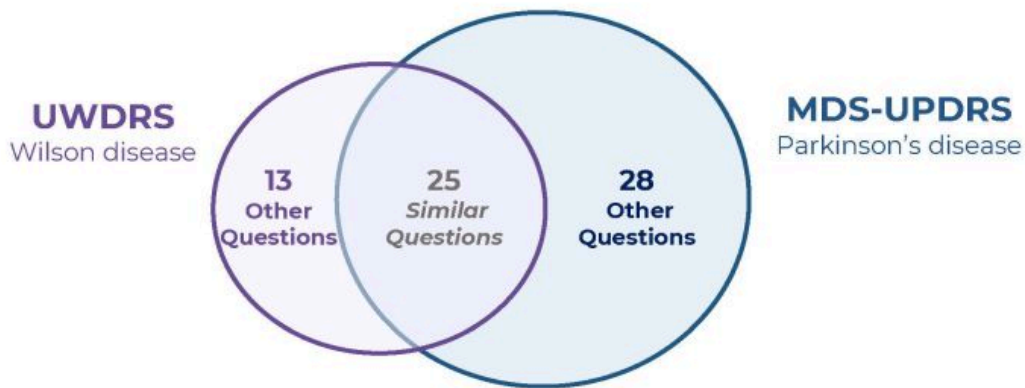 UWDRS
Wilson disease
13
Other
Questions
25
Similar
Questions
28
Other
Questions
MDS-UPDRS
Parkinson's disease